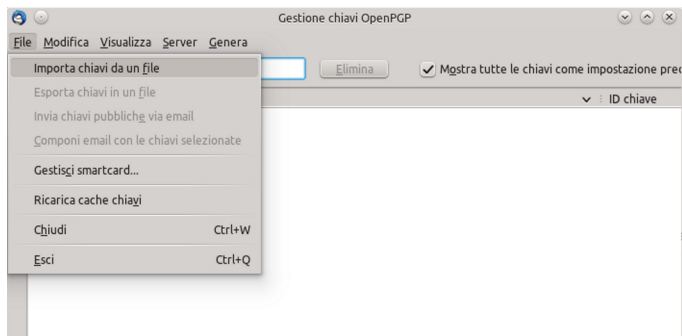 Gestione chiavi OpenPGP
File Modifica Visualizza Server Genera
Elimina Mostra tutte le chiavi come impostazione pred
ID chiave
Importa chiavi da un file
Esporta chiavi in un file
Invia chiavi pubbliche via email
Componi email con le chiavi selezionate
Gestisci smartcard...
Ricarica cache chiavi
Chiudi Ctrl+W
Esci Ctrl+Q